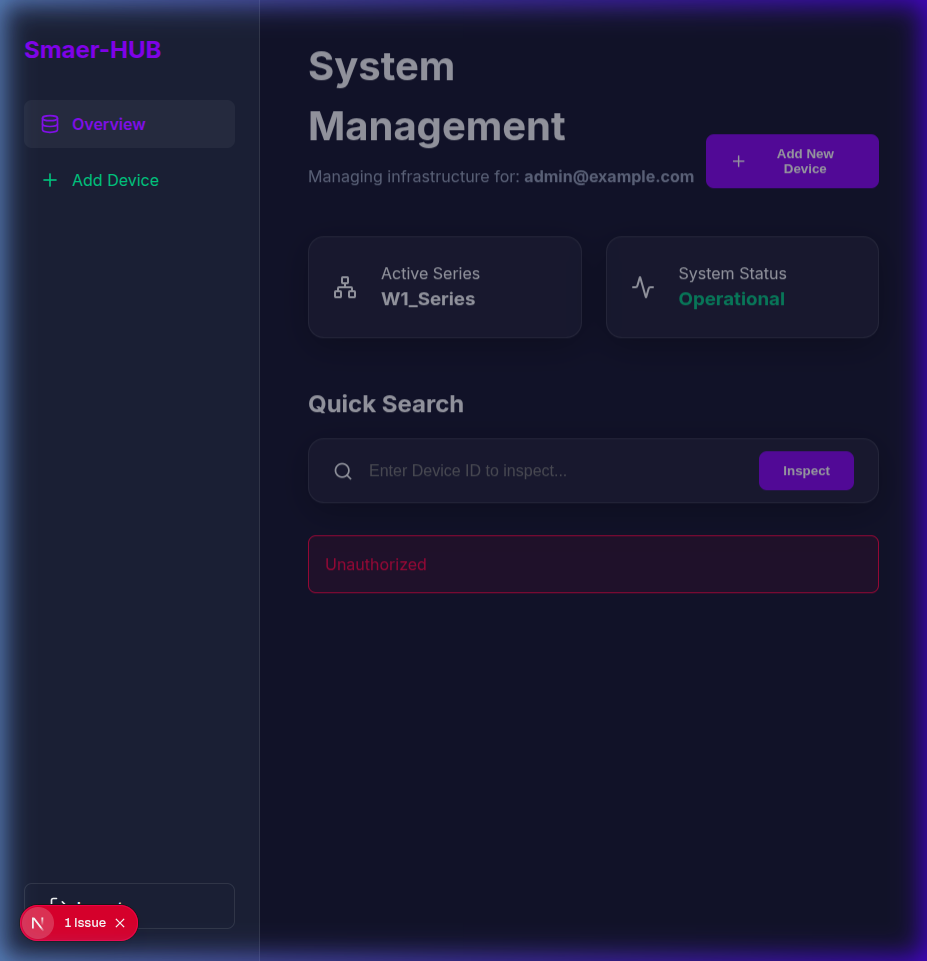 Smaer-HUB
Overview
Add Device
System
Management
Managing infrastructure for: admin@example.com
Add New
Device
Active Series
W1_Series
System Status
Operational
Quick Search
Enter Device ID to inspect...
Inspect
Unauthorized
N
1 Issue